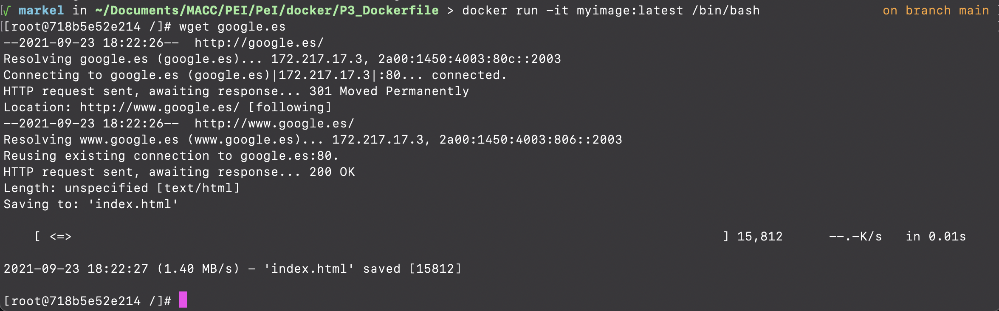 [√ markel in ~/Documents/MACC/PEI/PeI/docker/P3_Dockerfile > docker run -it myimage:latest /bin/bash on branch main
[[root@718b5e52e214 /]# wget google.es
--2021-09-23 18:22:26--  http://google.es/
Resolving google.es (google.es)... 172.217.17.3, 2a00:1450:4003:80c::2003
Connecting to google.es (google.es)|172.217.17.3|:80... connected.
HTTP request sent, awaiting response... 301 Moved Permanently
Location: http://www.google.es/ [following]
--2021-09-23 18:22:26--  http://www.google.es/
Resolving www.google.es (www.google.es)... 172.217.17.3, 2a00:1450:4003:806::2003
Reusing existing connection to google.es:80.
HTTP request sent, awaiting response... 200 OK
Length: unspecified [text/html]
Saving to: 'index.html'
[ <=> ] 15,812 --.-K/s in 0.01s
2021-09-23 18:22:27 (1.40 MB/s) - 'index.html' saved [15812]
[root@718b5e52e214 /]#